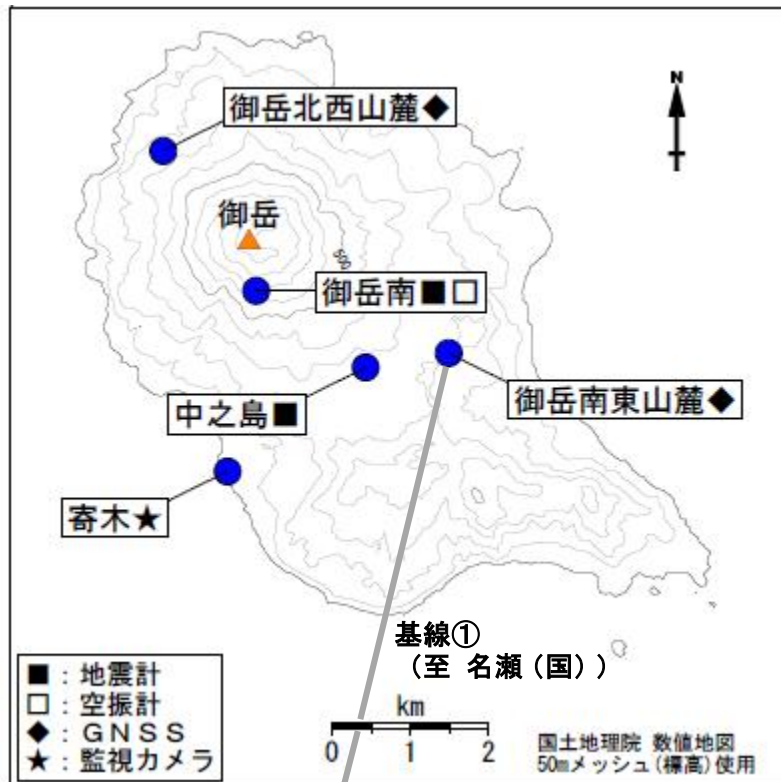 N
御岳北西山麓◆
御岳
500
御岳南■□
中之島■
御岳南東山麓◆
寄木★
基線①
(至 名瀬（国）)
■：地震計
□：空振計
◆：GNSS
★：監視カメラ
km
0 1 2
国土地理院 数値地図
50mメッシュ(標高)使用